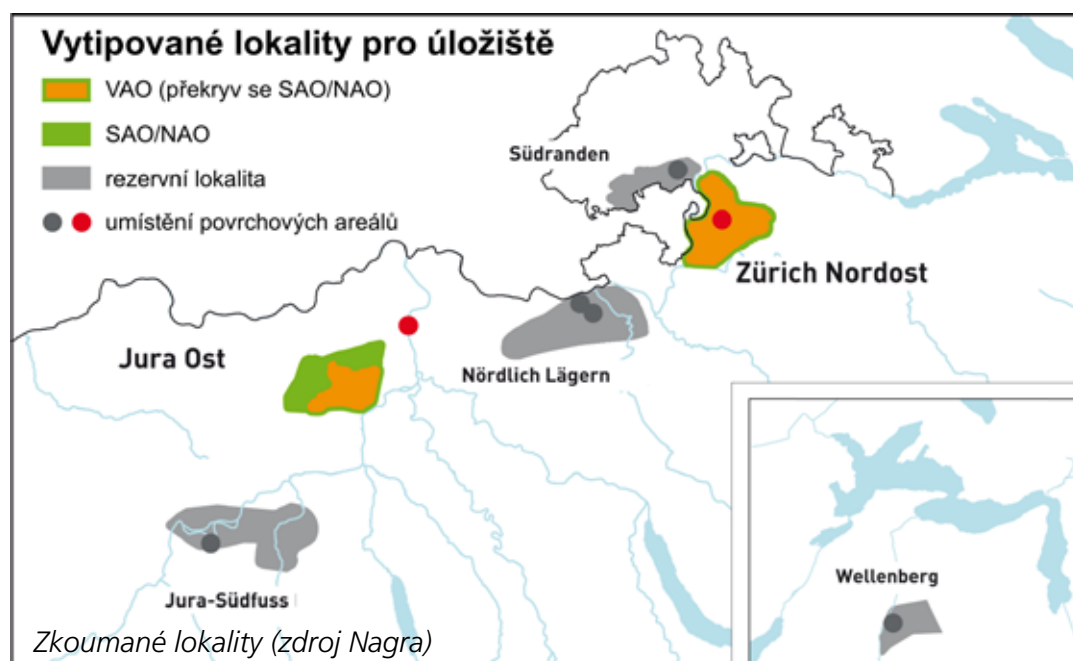 Vytipované lokality pro úložiště
VAO (překryv se SAO/NAO)
SAO/NAO
rezervní lokalita
umístění povrchových areálů
Südranden
Zürich Nordost
Jura Ost
Nördlich Lägern
Jura-Südfuss
Wellenberg
Zkoumané lokality (zdroj Nagra)